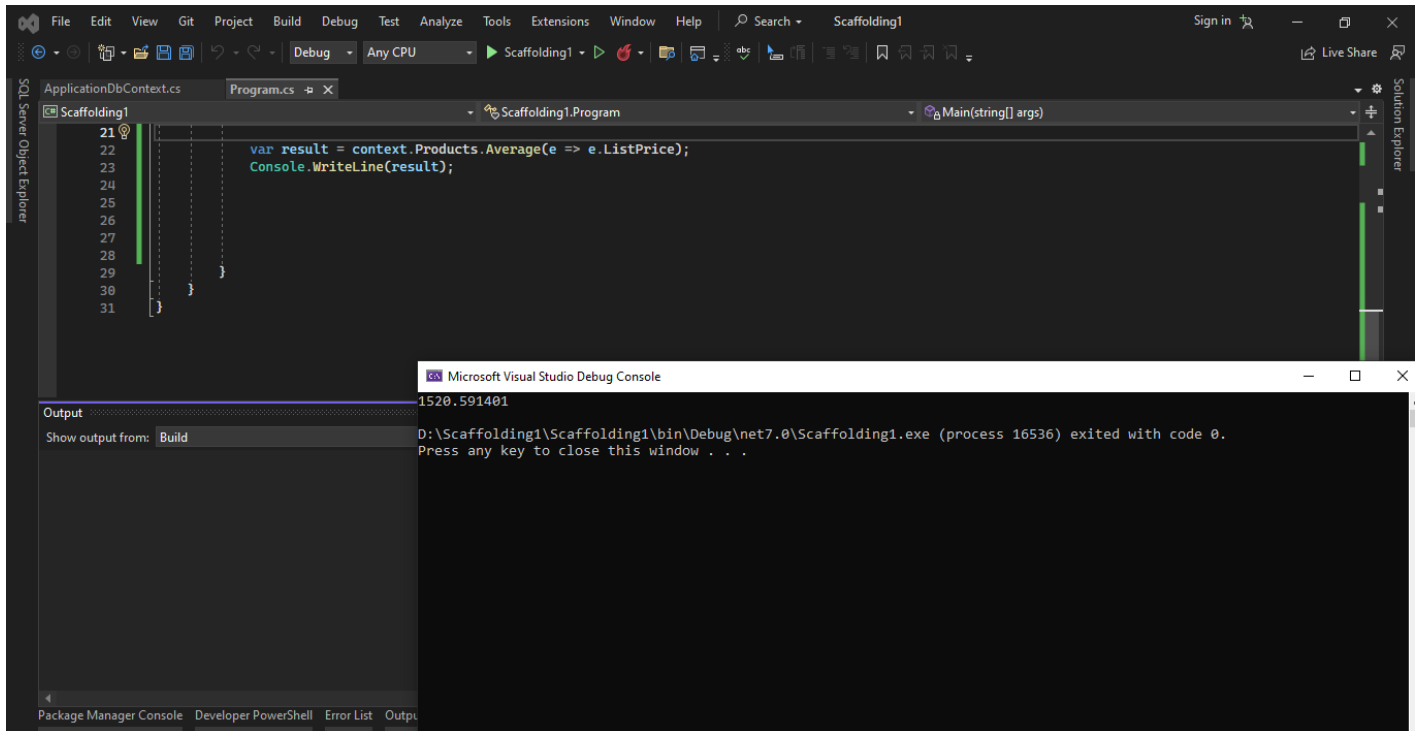 File Edit View Git Project Build Debug Test Analyze Tools Extensions Window Help Search Scaffolding1 Sign in
Debug Any CPU Scaffolding1 Live Share
SQL Server Object Explorer
ApplicationDbContext.cs Program.cs
Scaffolding1 Scaffolding1.Program Main(string[] args)
Solution Explorer
21
22 var result = context.Products.Average(e => e.ListPrice);
23 Console.WriteLine(result);
24
25
26
27
28
29 }
30 }
31 }
Output
Show output from: Build
Microsoft Visual Studio Debug Console
1520.591401
D:\Scaffolding1\Scaffolding1\bin\Debug\net7.0\Scaffolding1.exe (process 16536) exited with code 0.
Press any key to close this window . . .
Package Manager Console Developer PowerShell Error List Outpu